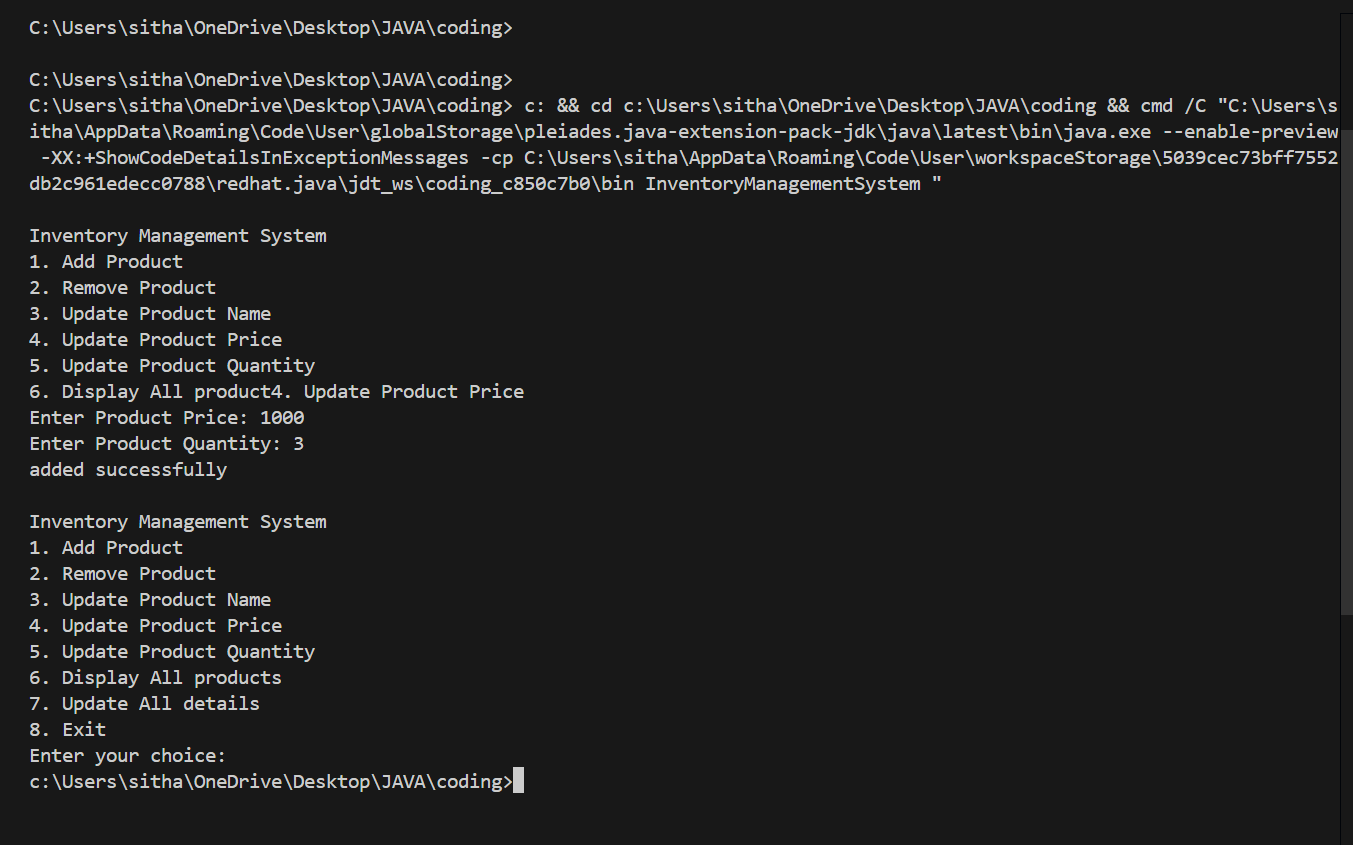 C:\Users\sitha\OneDrive\Desktop\JAVA\coding>
C:\Users\sitha\OneDrive\Desktop\JAVA\coding>
C:\Users\sitha\OneDrive\Desktop\JAVA\coding> c: && cd c:\Users\sitha\OneDrive\Desktop\JAVA\coding && cmd /C "C:\Users\s
itha\AppData\Roaming\Code\User\globalStorage\pleiades.java-extension-pack-jdk\java\latest\bin\java.exe --enable-preview
 -XX:+ShowCodeDetailsInExceptionMessages -cp C:\Users\sitha\AppData\Roaming\Code\User\workspaceStorage\5039cec73bff7552
db2c961edecc0788\redhat.java\jdt_ws\coding_c850c7b0\bin InventoryManagementSystem "
Inventory Management System
1. Add Product
2. Remove Product
3. Update Product Name
4. Update Product Price
5. Update Product Quantity
6. Display All product4. Update Product Price
Enter Product Price: 1000
Enter Product Quantity: 3
added successfully
Inventory Management System
1. Add Product
2. Remove Product
3. Update Product Name
4. Update Product Price
5. Update Product Quantity
6. Display All products
7. Update All details
8. Exit
Enter your choice:
c:\Users\sitha\OneDrive\Desktop\JAVA\coding>